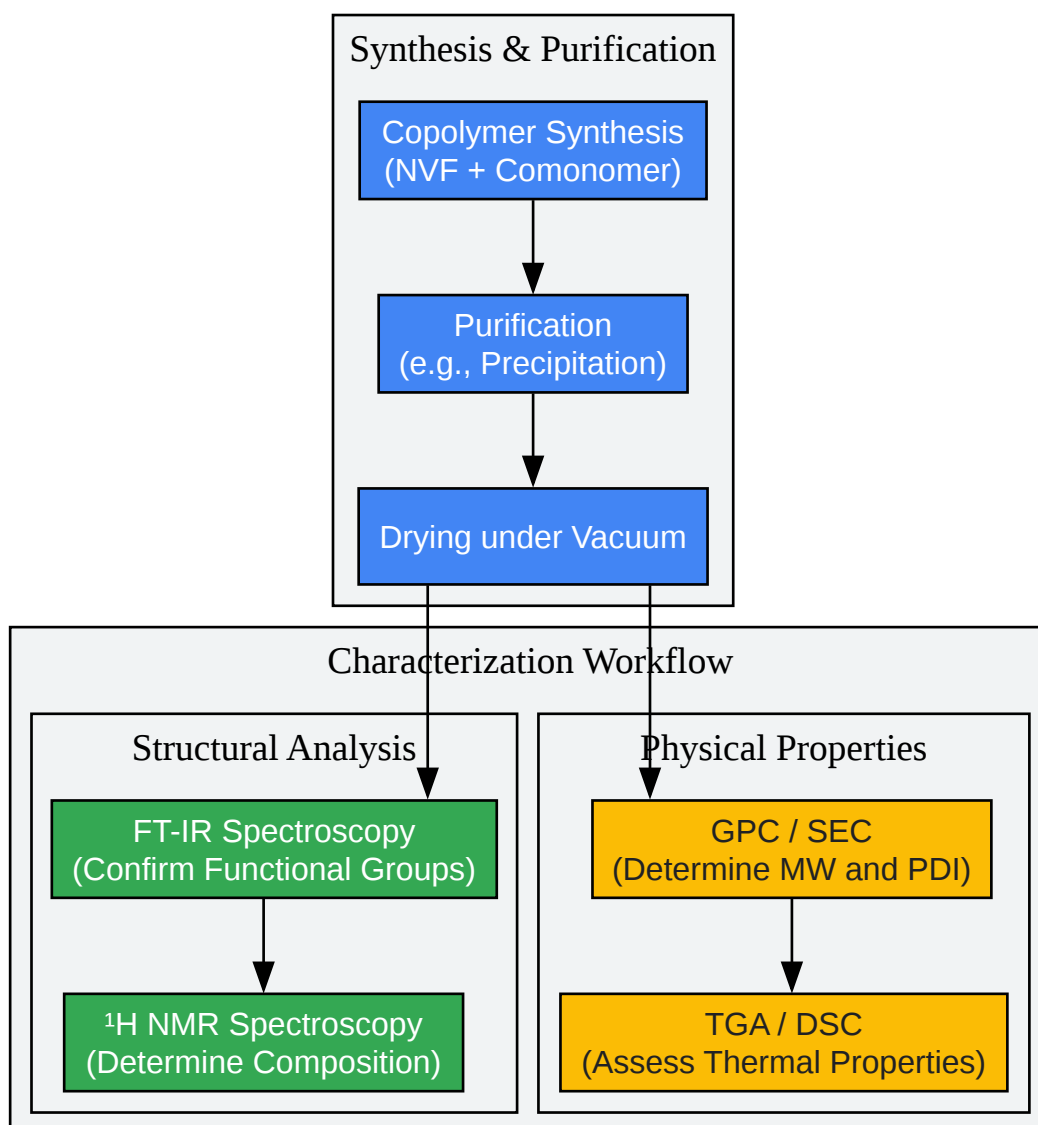 Synthesis & Purification
Copolymer Synthesis
(NVF + Comonomer)
Purification
(e.g., Precipitation)
Drying under Vacuum
Characterization Workflow
Structural Analysis
FT-IR Spectroscopy
(Confirm Functional Groups)
¹H NMR Spectroscopy
(Determine Composition)
Physical Properties
GPC / SEC
(Determine MW and PDI)
TGA / DSC
(Assess Thermal Properties)